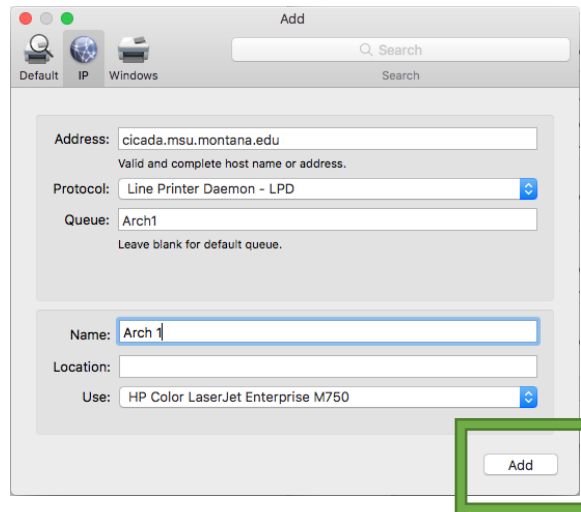 Add
Search
Default IP Windows Search
Address: cicada.msu.montana.edu
Valid and complete host name or address.
Protocol: Line Printer Daemon - LPD
Queue: Arch1
Leave blank for default queue.
Name: Arch 1
Location:
Use: HP Color LaserJet Enterprise M750
Add